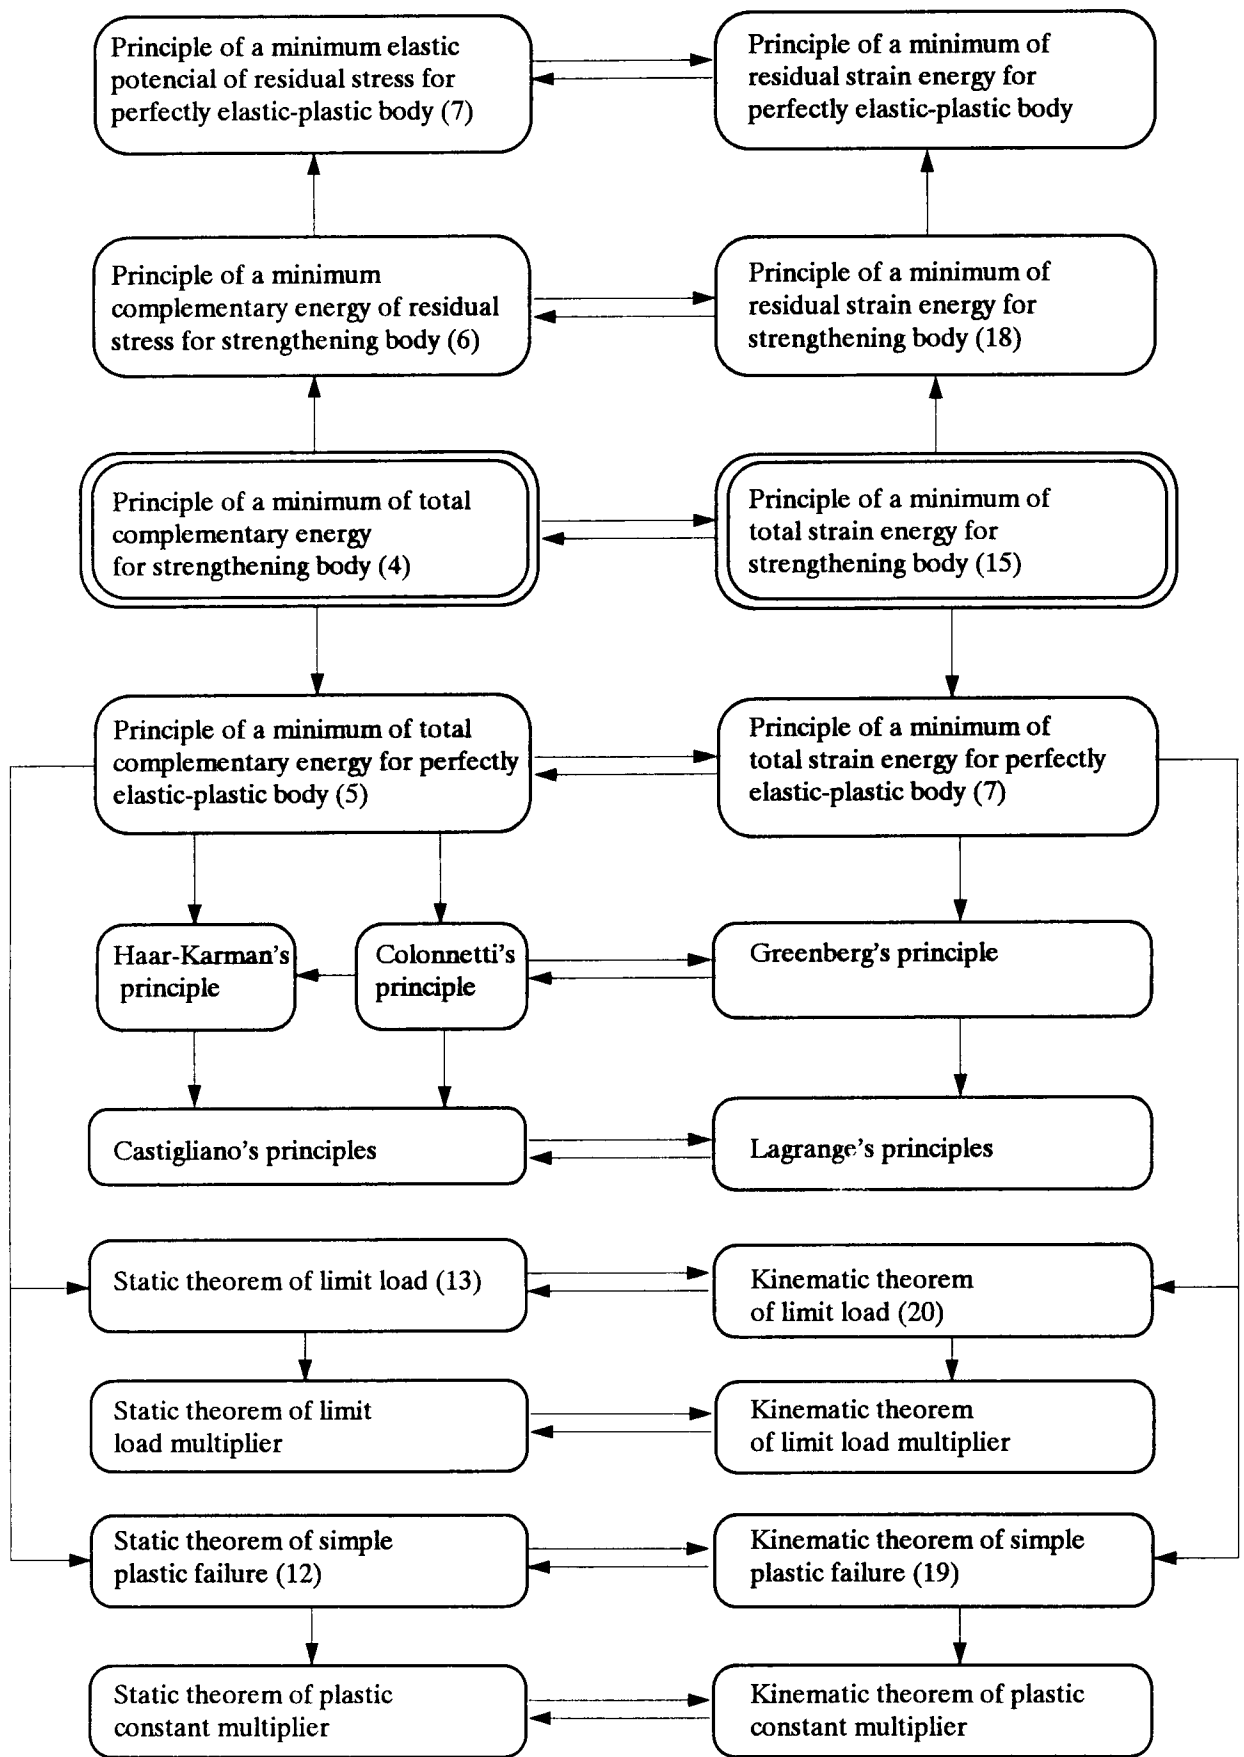 Principle of a minimum elastic
potencial of residual stress for
perfectly elastic-plastic body (7)
Principle of a minimum of
residual strain energy for
perfectly elastic-plastic body
Principle of a minimum
complementary energy of residual
stress for strengthening body (6)
Principle of a minimum of
residual strain energy for
strengthening body (18)
Principle of a minimum of total
complementary energy
for strengthening body (4)
Principle of a minimum of
total strain energy for
strengthening body (15)
Principle of a minimum of total
complementary energy for perfectly
elastic-plastic body (5)
Principle of a minimum of
total strain energy for perfectly
elastic-plastic body (7)
Haar-Karman's
principle
Colonnetti's
principle
Greenberg's principle
Castigliano's principles
Lagrange's principles
Static theorem of limit load (13)
Kinematic theorem
of limit load (20)
Static theorem of limit
load multiplier
Kinematic theorem
of limit load multiplier
Static theorem of simple
plastic failure (12)
Kinematic theorem of simple
plastic failure (19)
Static theorem of plastic
constant multiplier
Kinematic theorem of plastic
constant multiplier